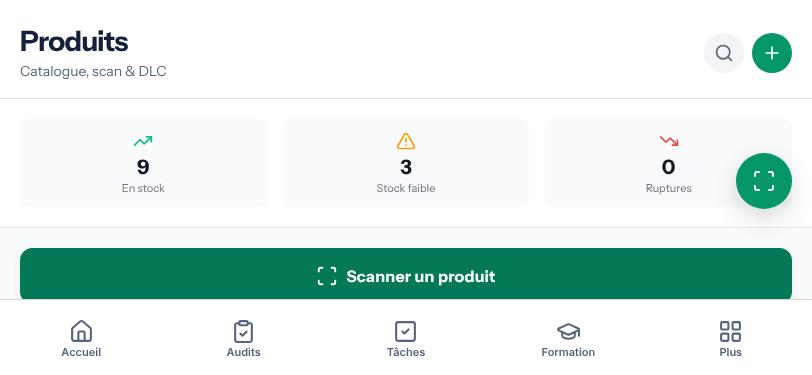 Produits
Catalogue, scan & DLC
9
En stock
3
Stock faible
0
Ruptures
Scanner un produit
Accueil
Audits
Tâches
Formation
Plus